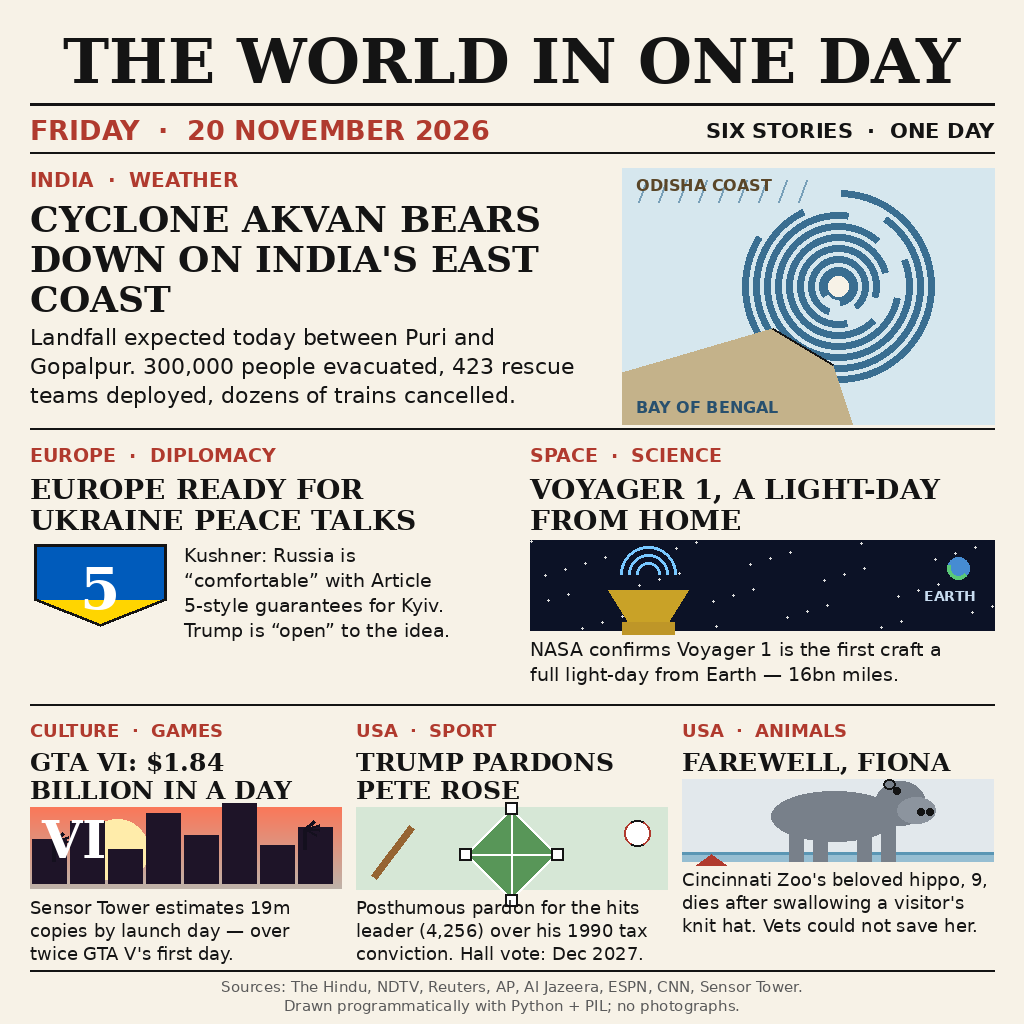 THE WORLD IN ONE DAY
FRIDAY · 20 NOVEMBER 2026
SIX STORIES · ONE DAY
INDIA · WEATHER
CYCLONE AKVAN BEARS
DOWN ON INDIA'S EAST
COAST
Landfall expected today between Puri and
Gopalpur. 300,000 people evacuated, 423 rescue
teams deployed, dozens of trains cancelled.
ODISHA COAST
BAY OF BENGAL
EUROPE · DIPLOMACY
EUROPE READY FOR
UKRAINE PEACE TALKS
5
Kushner: Russia is
“comfortable” with Article
5-style guarantees for Kyiv.
Trump is “open” to the idea.
SPACE · SCIENCE
VOYAGER 1, A LIGHT-DAY
FROM HOME
EARTH
NASA confirms Voyager 1 is the first craft a
full light-day from Earth — 16bn miles.
CULTURE · GAMES
GTA VI: $1.84
BILLION IN A DAY
VI
Sensor Tower estimates 19m
copies by launch day — over
twice GTA V's first day.
USA · SPORT
TRUMP PARDONS
PETE ROSE
Posthumous pardon for the hits
leader (4,256) over his 1990 tax
conviction. Hall vote: Dec 2027.
USA · ANIMALS
FAREWELL, FIONA
Cincinnati Zoo's beloved hippo, 9,
dies after swallowing a visitor's
knit hat. Vets could not save her.
Sources: The Hindu, NDTV, Reuters, AP, Al Jazeera, ESPN, CNN, Sensor Tower.
Drawn programmatically with Python + PIL; no photographs.